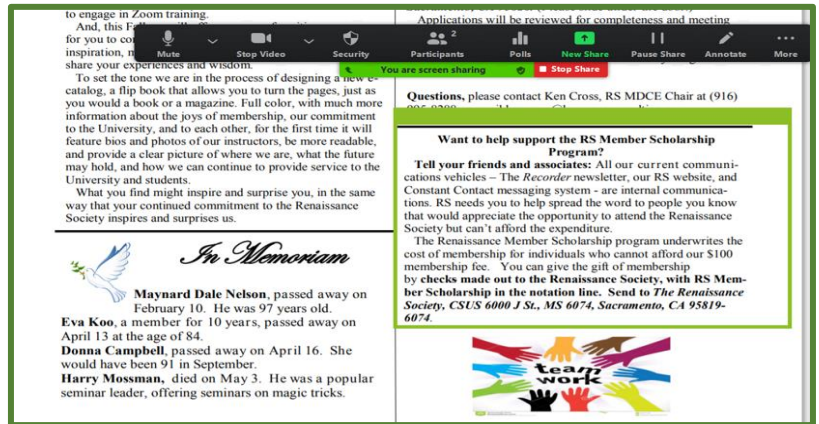 to engage in Zoom training.
And, this
for you to
inspiration,
share your experiences and wisdom.
To set the tone we are in the process of designing a new e-
catalog, a flip book that allows you to turn the pages, just as
you would a book or a magazine. Full color, with much more
information about the joys of membership, our commitment
to the University, and to each other, for the first time it will
feature bios and photos of our instructors, be more readable,
and provide a clear picture of where we are, what the future
may hold, and how we can continue to provide service to the
University and students.
What you find might inspire and surprise you, in the same
way that your continued commitment to the Renaissance
Society inspires and surprises us.
In Memoriam
Maynard Dale Nelson, passed away on
February 10. He was 97 years old.
Eva Koo, a member for 10 years, passed away on
April 13 at the age of 84.
Donna Campbell, passed away on April 16. She
would have been 91 in September.
Harry Mossman, died on May 3. He was a popular
seminar leader, offering seminars on magic tricks.
Applications will be reviewed for completeness and meeting
Mute Stop Video Security Participants 2 Polls New Share Pause Share Annotate More
You are screen sharing Stop Share
Questions, please contact Ken Cross, RS MDCE Chair at (916)
Want to help support the RS Member Scholarship
Program?
Tell your friends and associates: All our current communi-
cations vehicles – The Recorder newsletter, our RS website, and
Constant Contact messaging system - are internal communica-
tions. RS needs you to help spread the word to people you know
that would appreciate the opportunity to attend the Renaissance
Society but can't afford the expenditure.
The Renaissance Member Scholarship program underwrites the
cost of membership for individuals who cannot afford our $100
membership fee. You can give the gift of membership
by checks made out to the Renaissance Society, with RS Mem-
ber Scholarship in the notation line. Send to The Renaissance
Society, CSUS 6000 J St., MS 6074, Sacramento, CA 95819-
6074.
team
work